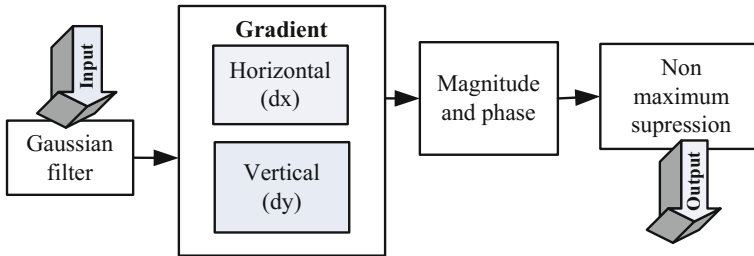 Input
Gaussian
filter
Gradient
Horizontal
(dx)
Vertical
(dy)
Magnitude
and phase
Non
maximum
supression
Output